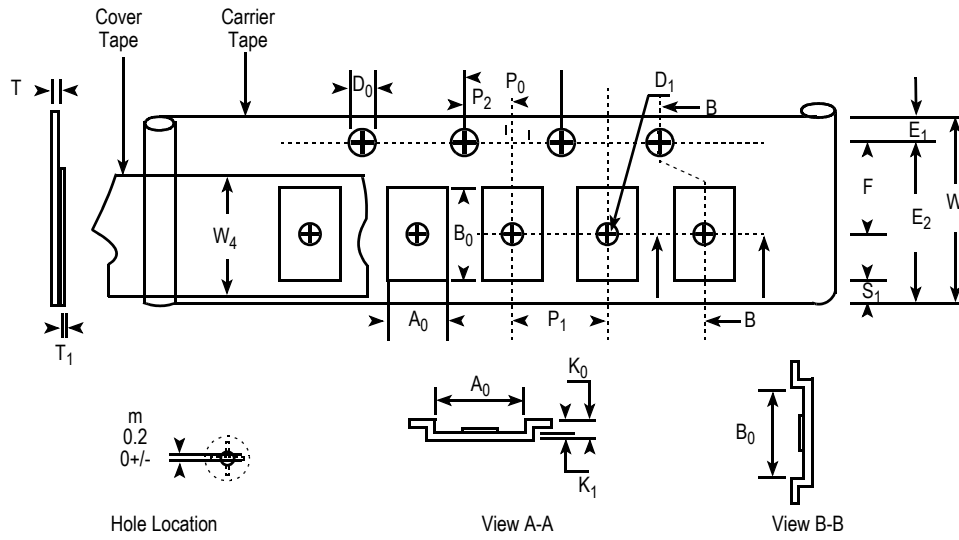 Cover
Tape
Carrier
Tape
T
D0
P2
P0
D1
B
E1
F
W
E2
W4
B0
S1
A0
P1
B
T1
K0
A0
m
0.2
0+/-
B0
K1
Hole Location
View A-A
View B-B